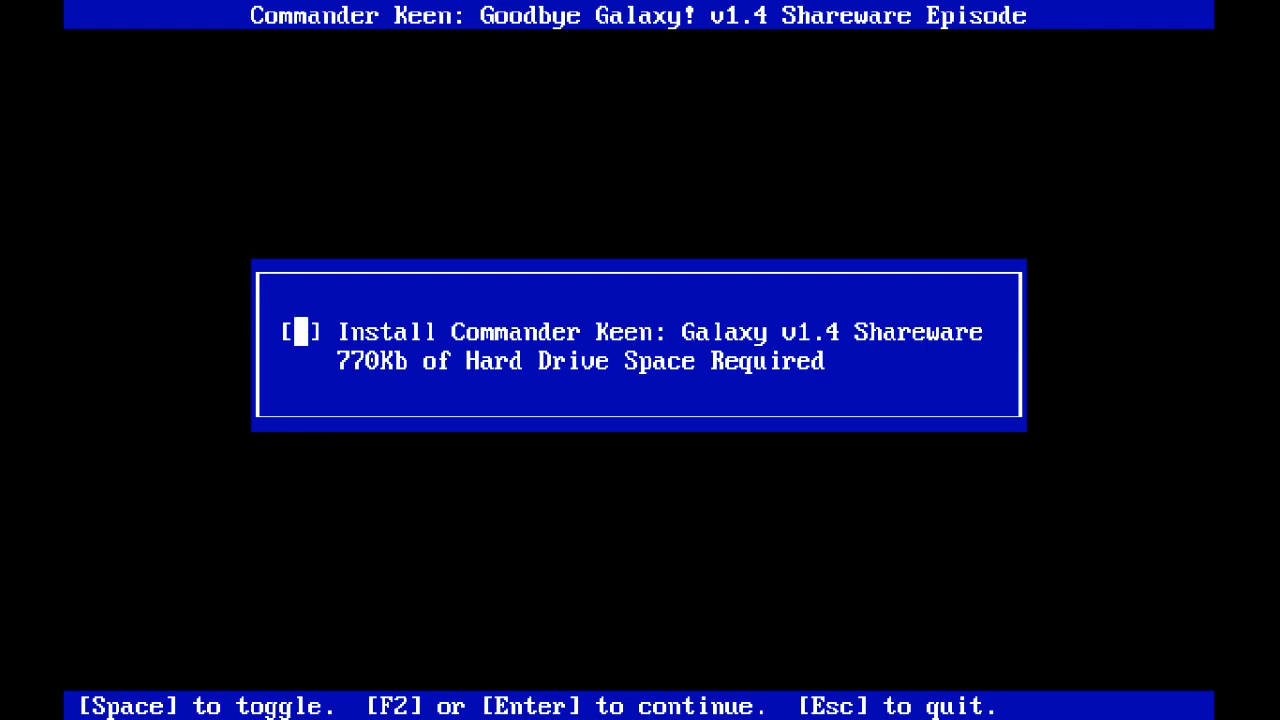 Commander Keen: Goodbye Galaxy! v1.4 Shareware Episode
[ ] Install Commander Keen: Galaxy v1.4 Shareware
770Kb of Hard Drive Space Required
[Space] to toggle. [F2] or [Enter] to continue. [Esc] to quit.